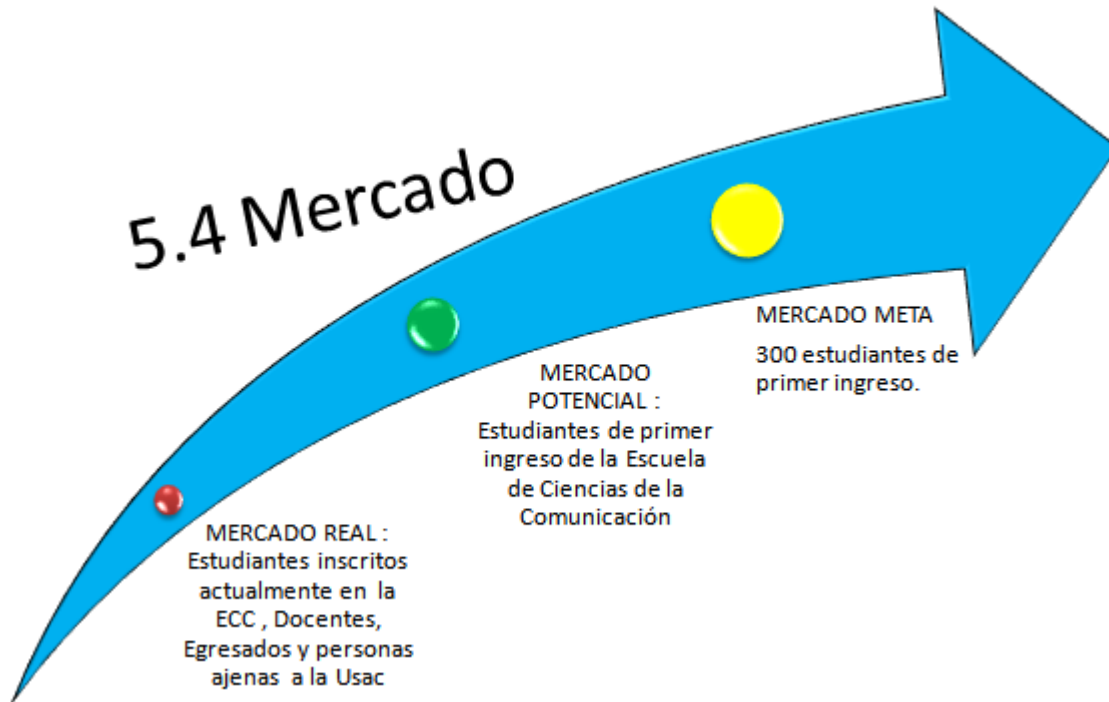 5.4 Mercado
MERCADO REAL :
Estudiantes inscritos
actualmente en la
ECC , Docentes,
Egresados y personas
ajenas a la Usac
MERCADO
POTENCIAL :
Estudiantes de primer
ingreso de la Escuela
de Ciencias de la
Comunicación
MERCADO META
300 estudiantes de
primer ingreso.